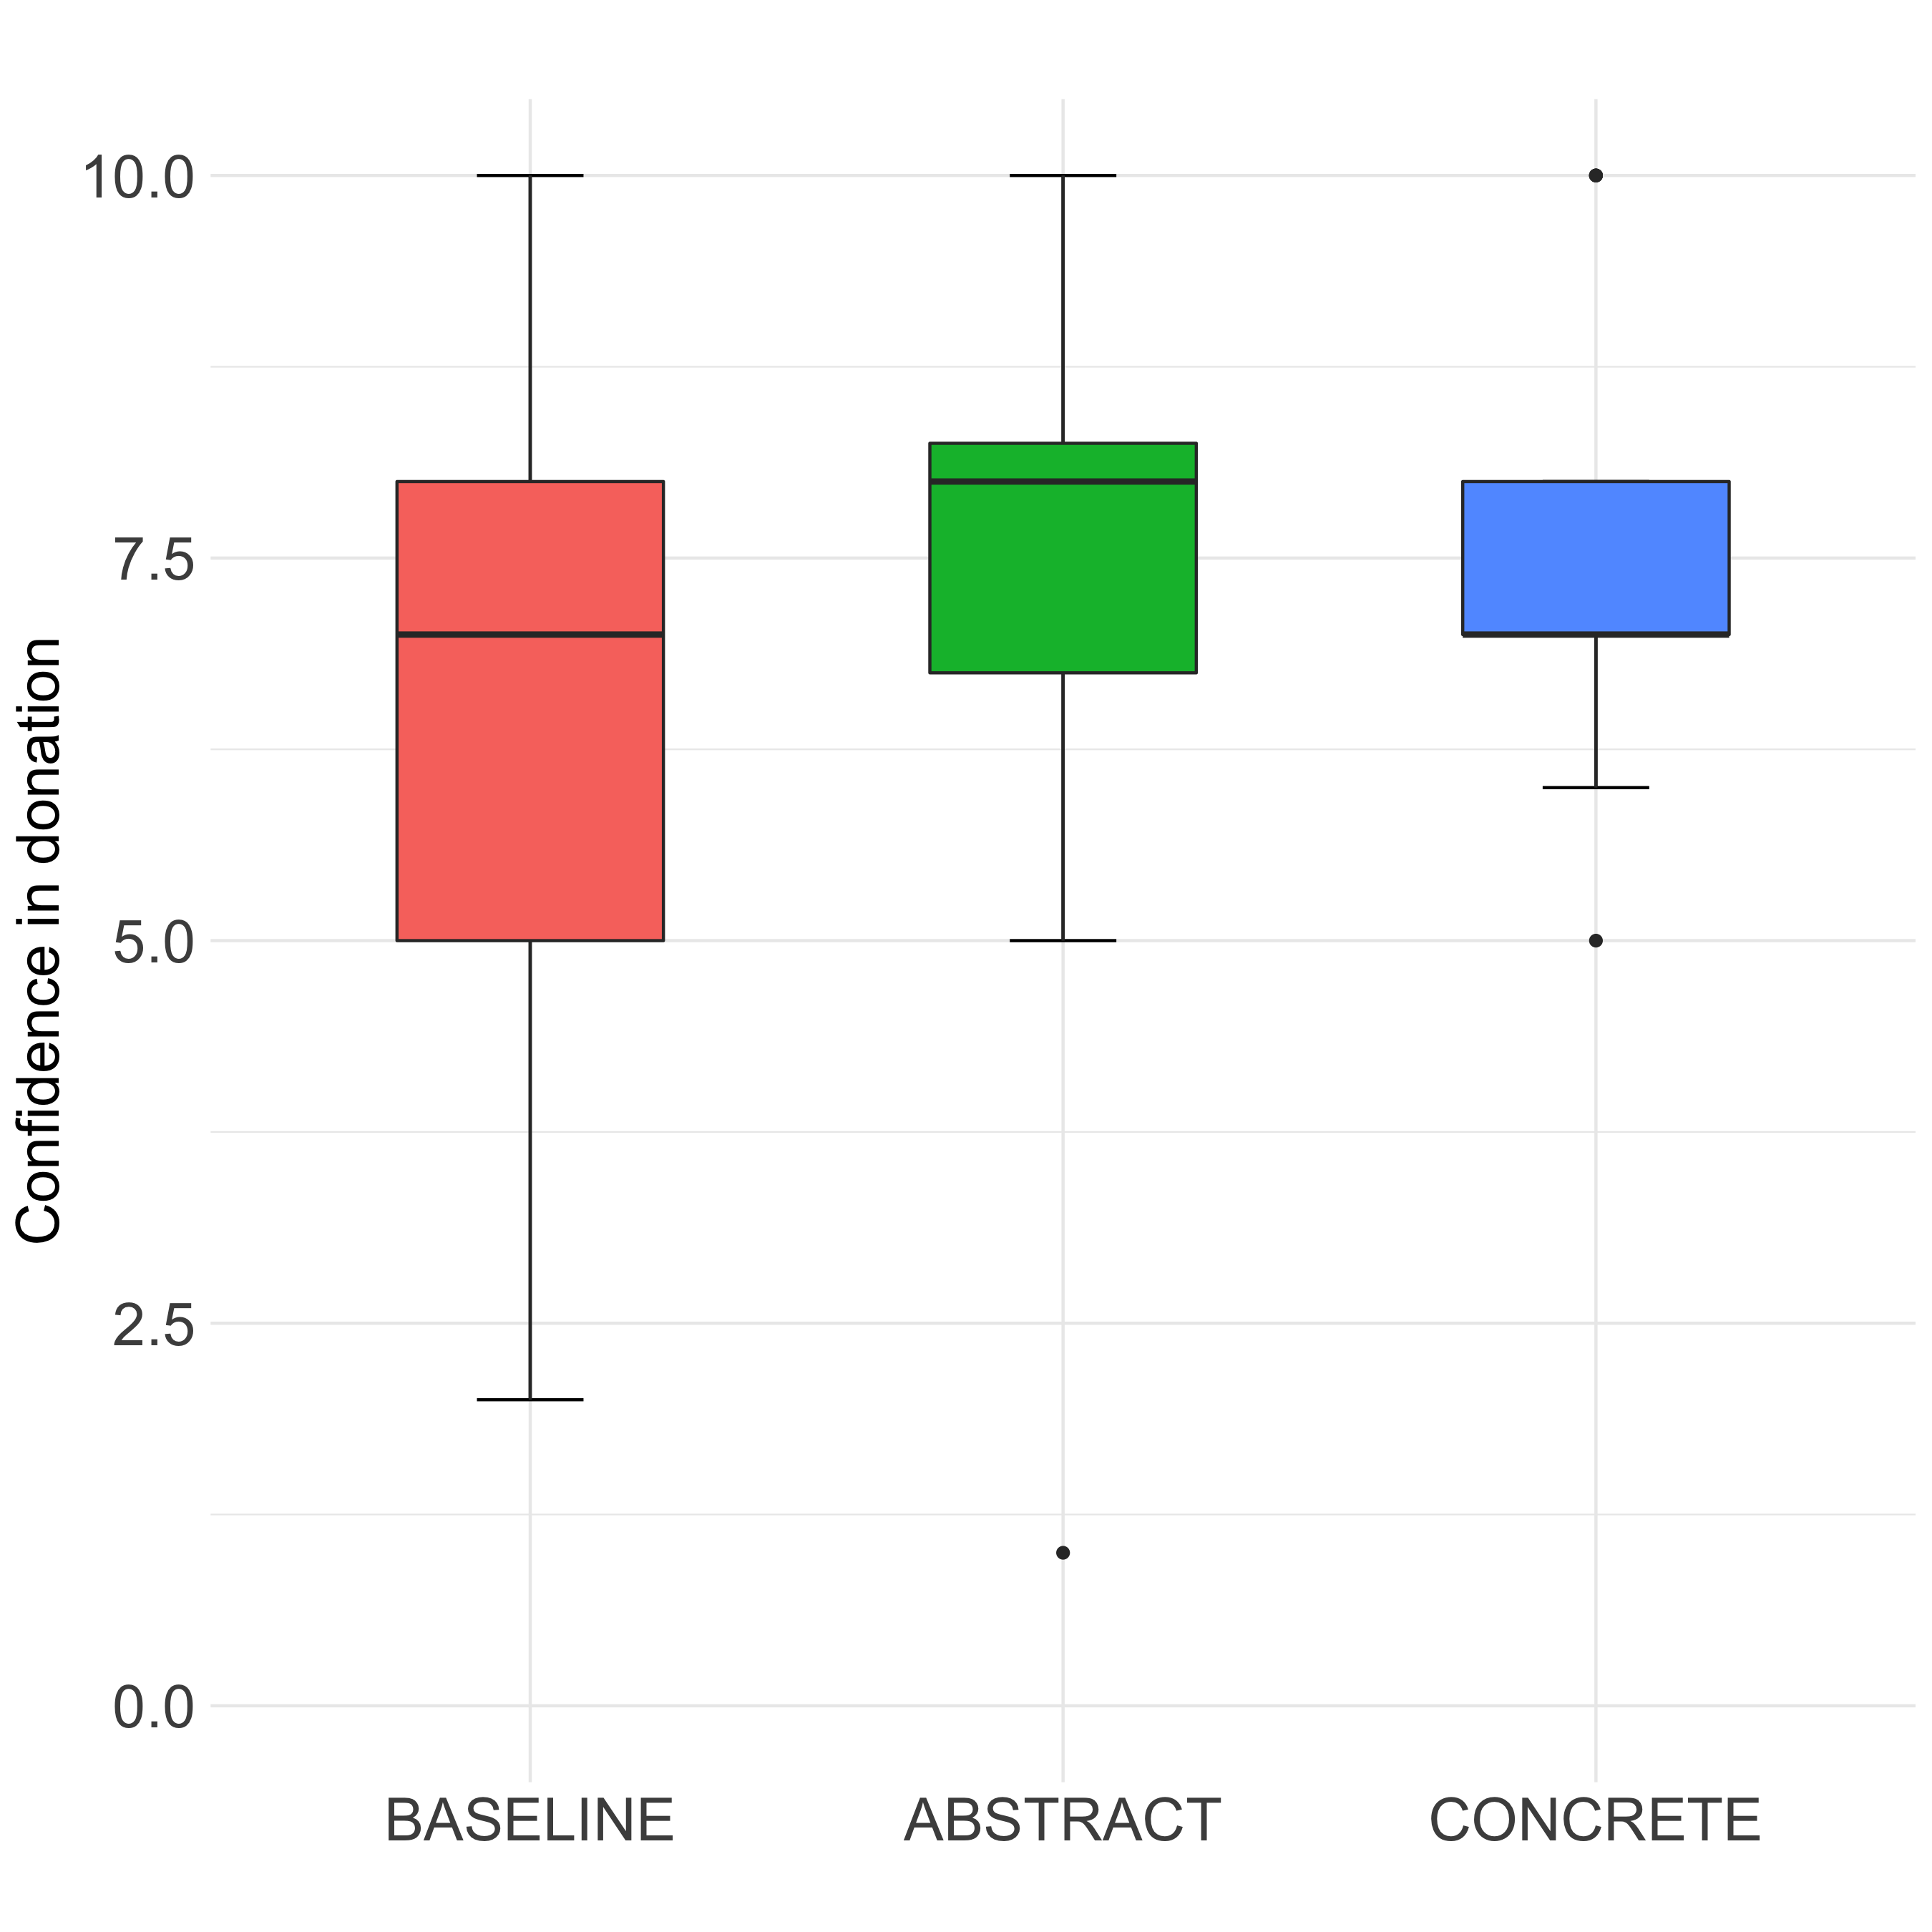 Confidence in donation
10.0
7.5
5.0
2.5
0.0
BASELINE ABSTRACT CONCRETE